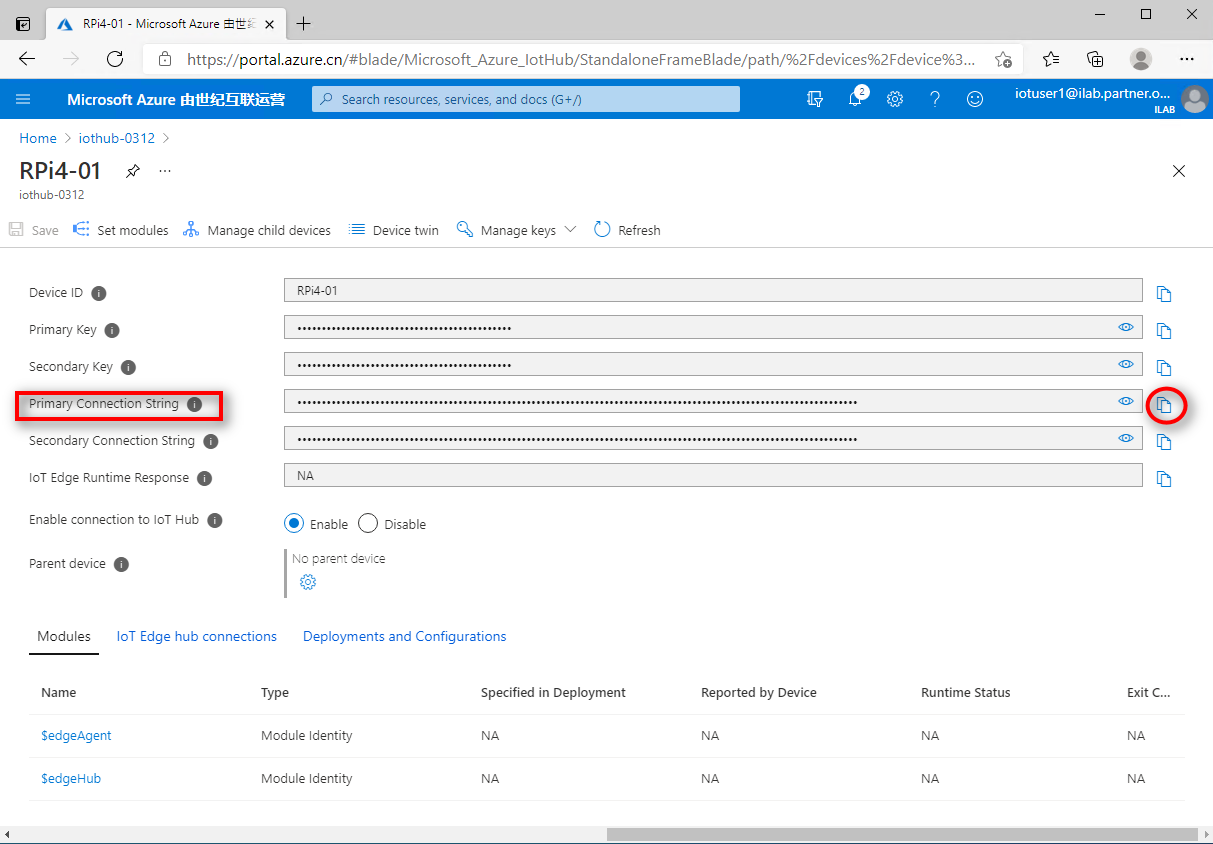 RPi4-01 - Microsoft Azure 由世纪
https://portal.azure.cn/#blade/Microsoft_Azure_IotHub/StandaloneFrameBlade/path/%2Fdevices%2Fdevice%3...
Microsoft Azure 由世纪互联运营
Search resources, services, and docs (G+/)
2
iotuser1@ilab.partner.o...
ILAB
Home > iothub-0312 >
RPi4-01
...
iothub-0312
Save Set modules Manage child devices Device twin Manage keys Refresh
Device ID RPi4-01
Primary Key ••••••••••••••••••••••••••••••••••••••••••••
Secondary Key ••••••••••••••••••••••••••••••••••••••••••••
Primary Connection String
Secondary Connection String
IoT Edge Runtime Response NA
Enable connection to IoT Hub Enable Disable
Parent device No parent device
Modules IoT Edge hub connections Deployments and Configurations
Name Type Specified in Deployment Reported by Device Runtime Status Exit C...
$edgeAgent Module Identity NA NA NA NA
$edgeHub Module Identity NA NA NA NA